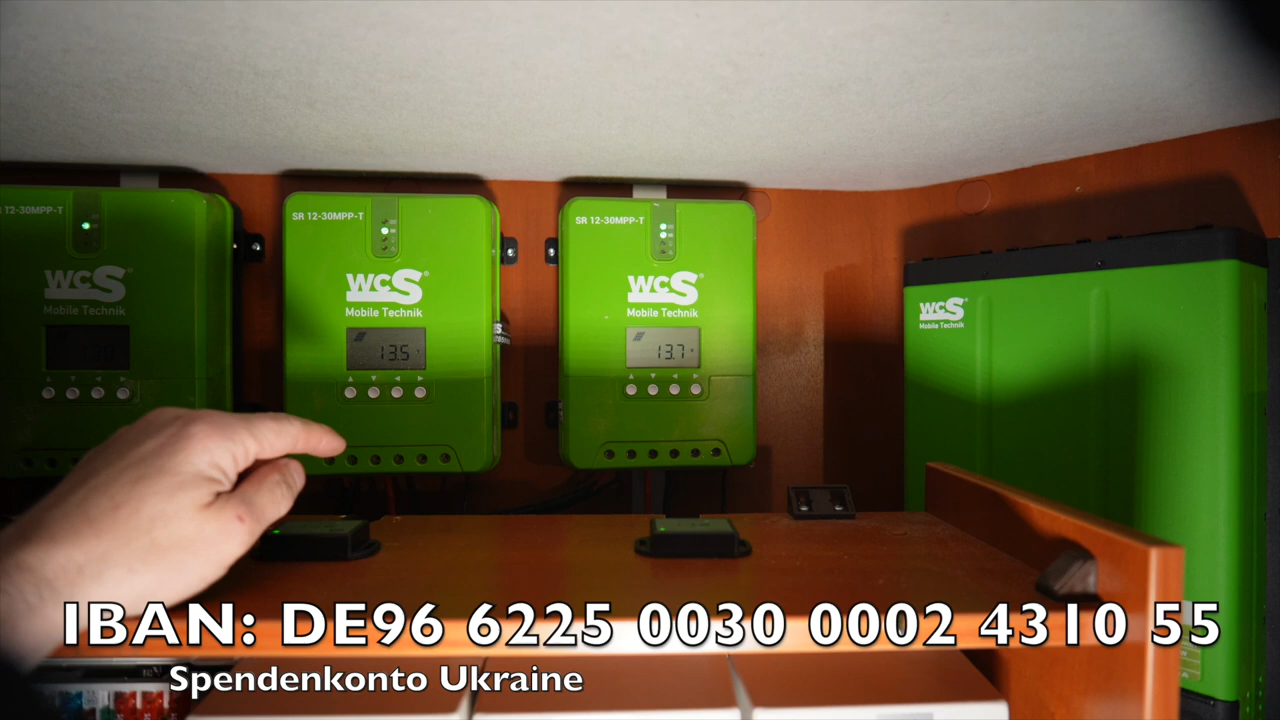 12-30MPP-T
SR 12-30MPP-T
SR 12-30MPP-T
WCS®
Mobile Technik
WCS®
Mobile Technik
WCS®
Mobile Technik
WCS®
Mobile Technik
13.5
13.7
IBAN: DE96 6225 0030 0002 4310 55
Spendenkonto Ukraine